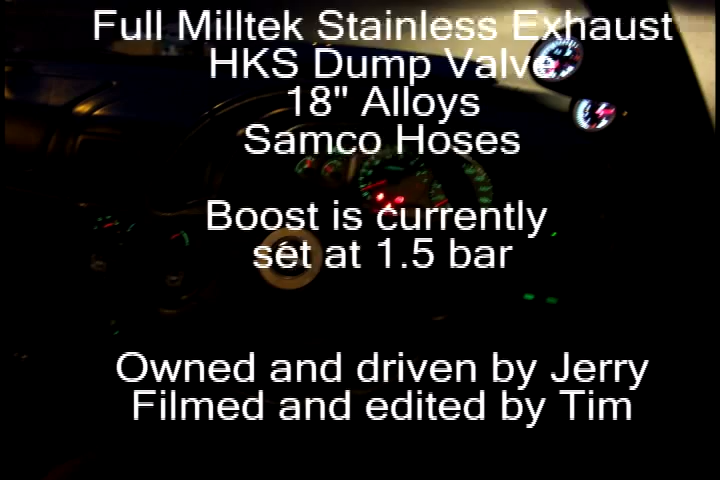 Full Milltek Stainless Exhaust
HKS Dump Valve
18" Alloys
Samco Hoses
Boost is currently
set at 1.5 bar
Owned and driven by Jerry
Filmed and edited by Tim